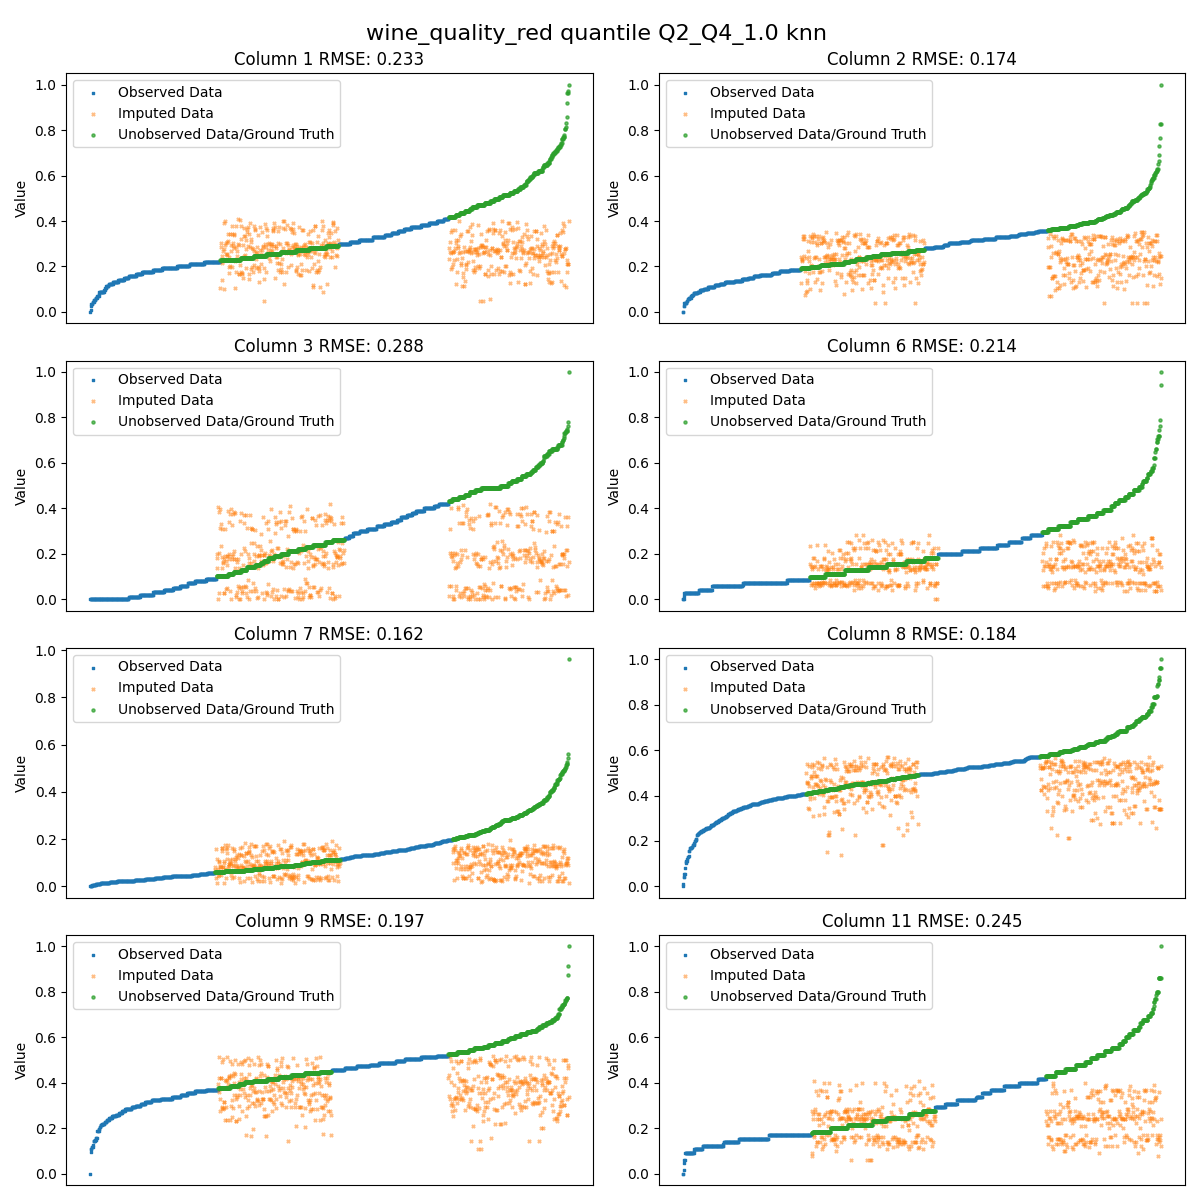 wine_quality_red quantile Q2_Q4_1.0 knn
Column 1 RMSE: 0.233
Value
1.0
0.8
0.6
0.4
0.2
0.0
Observed Data
Imputed Data
Unobserved Data/Ground Truth
Column 2 RMSE: 0.174
Value
1.0
0.8
0.6
0.4
0.2
0.0
Observed Data
Imputed Data
Unobserved Data/Ground Truth
Column 3 RMSE: 0.288
Value
1.0
0.8
0.6
0.4
0.2
0.0
Observed Data
Imputed Data
Unobserved Data/Ground Truth
Column 6 RMSE: 0.214
Value
1.0
0.8
0.6
0.4
0.2
0.0
Observed Data
Imputed Data
Unobserved Data/Ground Truth
Column 7 RMSE: 0.162
Value
1.0
0.8
0.6
0.4
0.2
0.0
Observed Data
Imputed Data
Unobserved Data/Ground Truth
Column 8 RMSE: 0.184
Value
1.0
0.8
0.6
0.4
0.2
0.0
Observed Data
Imputed Data
Unobserved Data/Ground Truth
Column 9 RMSE: 0.197
Value
1.0
0.8
0.6
0.4
0.2
0.0
Observed Data
Imputed Data
Unobserved Data/Ground Truth
Column 11 RMSE: 0.245
Value
1.0
0.8
0.6
0.4
0.2
0.0
Observed Data
Imputed Data
Unobserved Data/Ground Truth